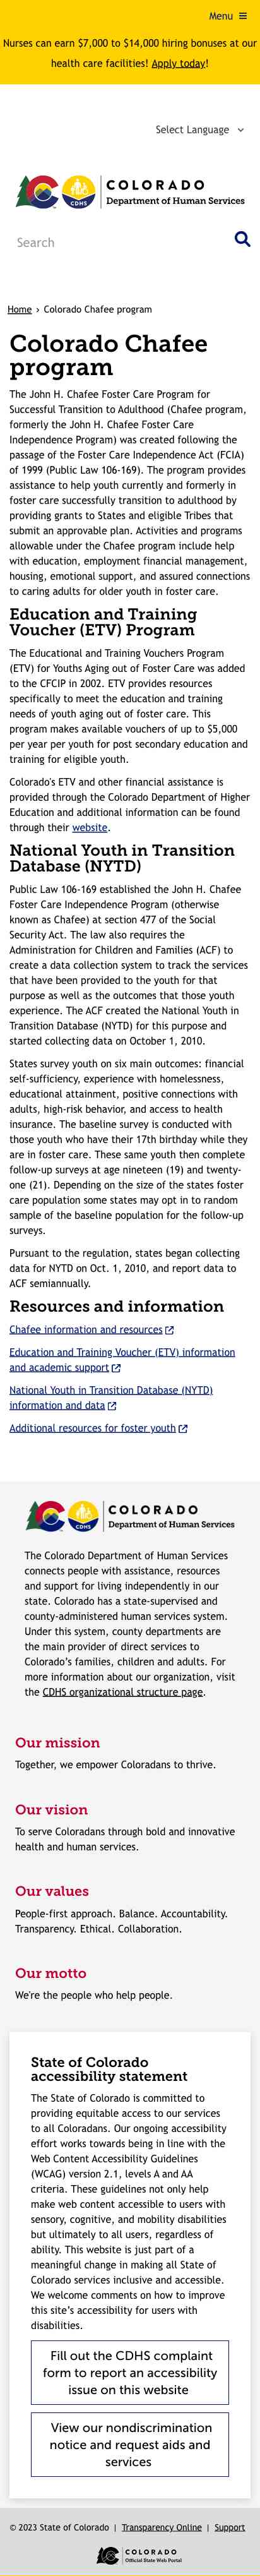 Menu
Nurses can earn $7,000 to $14,000 hiring bonuses at our
health care facilities! Apply today!
Select Language
CDHS
COLORADO
Department of Human Services
Search
Home › Colorado Chafee program
Colorado Chafee
program
The John H. Chafee Foster Care Program for
Successful Transition to Adulthood (Chafee program,
formerly the John H. Chafee Foster Care
Independence Program) was created following the
passage of the Foster Care Independence Act (FCIA)
of 1999 (Public Law 106-169). The program provides
assistance to help youth currently and formerly in
foster care successfully transition to adulthood by
providing grants to States and eligible Tribes that
submit an approvable plan. Activities and programs
allowable under the Chafee program include help
with education, employment financial management,
housing, emotional support, and assured connections
to caring adults for older youth in foster care.
Education and Training
Voucher (ETV) Program
The Educational and Training Vouchers Program
(ETV) for Youths Aging out of Foster Care was added
to the CFCIP in 2002. ETV provides resources
specifically to meet the education and training
needs of youth aging out of foster care. This
program makes available vouchers of up to $5,000
per year per youth for post secondary education and
training for eligible youth.
Colorado's ETV and other financial assistance is
provided through the Colorado Department of Higher
Education and additional information can be found
through their website.
National Youth in Transition
Database (NYTD)
Public Law 106-169 established the John H. Chafee
Foster Care Independence Program (otherwise
known as Chafee) at section 477 of the Social
Security Act. The law also requires the
Administration for Children and Families (ACF) to
create a data collection system to track the services
that have been provided to the youth for that
purpose as well as the outcomes that those youth
experience. The ACF created the National Youth in
Transition Database (NYTD) for this purpose and
started collecting data on October 1, 2010.
States survey youth on six main outcomes: financial
self-sufficiency, experience with homelessness,
educational attainment, positive connections with
adults, high-risk behavior, and access to health
insurance. The baseline survey is conducted with
those youth who have their 17th birthday while they
are in foster care. These same youth then complete
follow-up surveys at age nineteen (19) and twenty-
one (21). Depending on the size of the states foster
care population some states may opt in to random
sample of the baseline population for the follow-up
surveys.
Pursuant to the regulation, states began collecting
data for NYTD on Oct. 1, 2010, and report data to
ACF semiannually.
Resources and information
Chafee information and resources
Education and Training Voucher (ETV) information
and academic support
National Youth in Transition Database (NYTD)
information and data
Additional resources for foster youth
CDHS
COLORADO
Department of Human Services
The Colorado Department of Human Services
connects people with assistance, resources
and support for living independently in our
state. Colorado has a state-supervised and
county-administered human services system.
Under this system, county departments are
the main provider of direct services to
Colorado's families, children and adults. For
more information about our organization, visit
the CDHS organizational structure page.
Our mission
Together, we empower Coloradans to thrive.
Our vision
To serve Coloradans through bold and innovative
health and human services.
Our values
People-first approach. Balance. Accountability.
Transparency. Ethical. Collaboration.
Our motto
We're the people who help people.
State of Colorado
accessibility statement
The State of Colorado is committed to
providing equitable access to our services
to all Coloradans. Our ongoing accessibility
effort works towards being in line with the
Web Content Accessibility Guidelines
(WCAG) version 2.1, levels A and AA
criteria. These guidelines not only help
make web content accessible to users with
sensory, cognitive, and mobility disabilities
but ultimately to all users, regardless of
ability. This website is just part of a
meaningful change in making all State of
Colorado services inclusive and accessible.
We welcome comments on how to improve
this site's accessibility for users with
disabilities.
Fill out the CDHS complaint
form to report an accessibility
issue on this website
View our nondiscrimination
notice and request aids and
services
© 2023 State of Colorado | Transparency Online | Support
COLORADO
Official State Web Portal